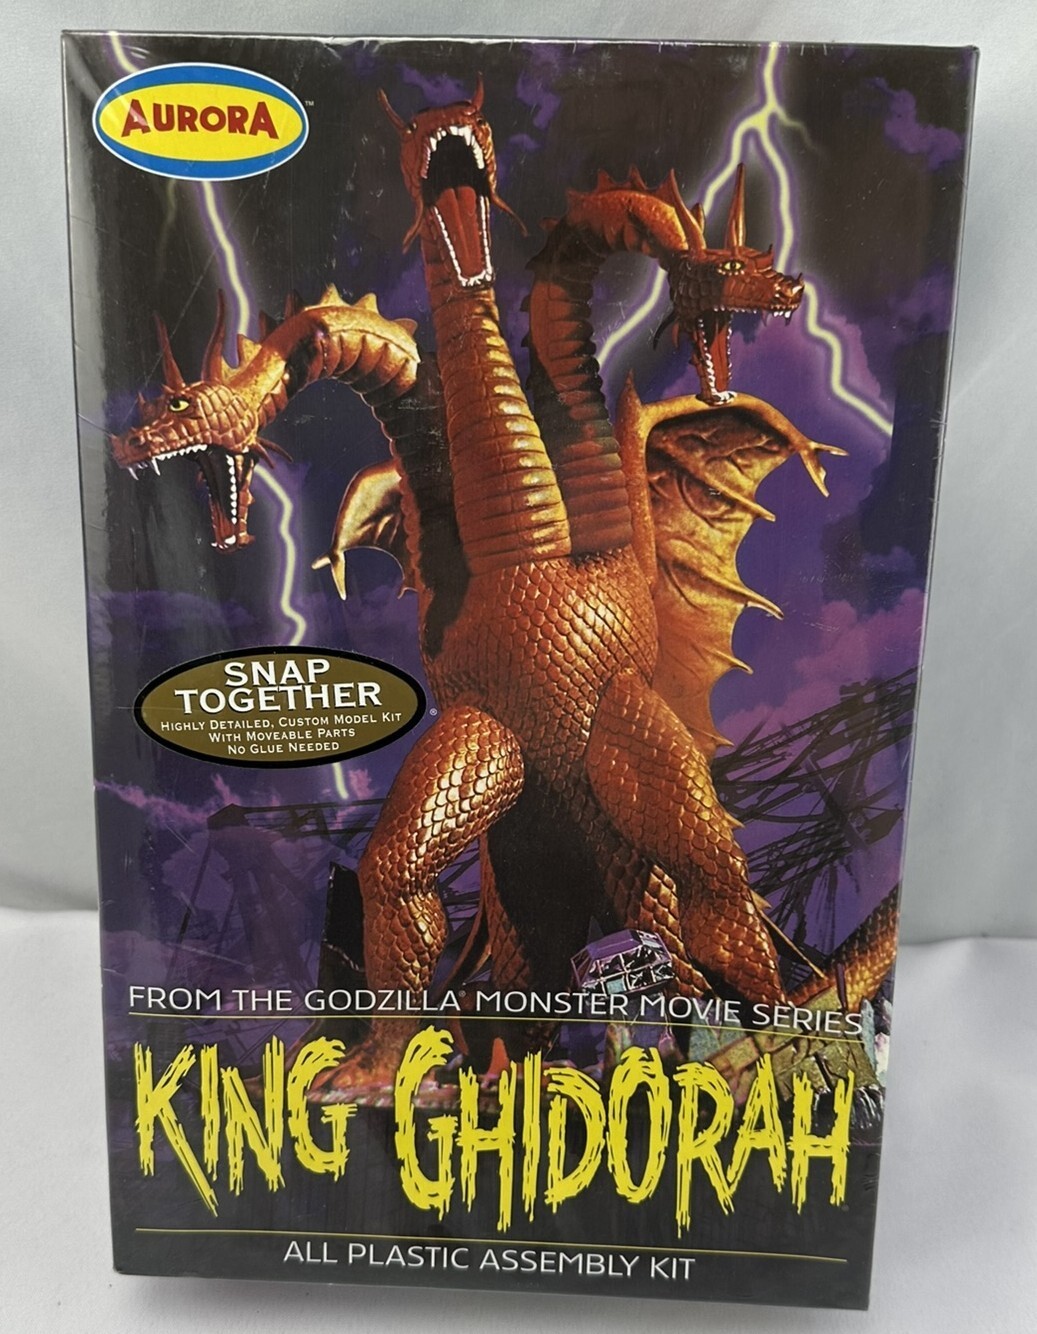 AURORA™
SNAP
TOGETHER
HIGHLY DETAILED, CUSTOM MODEL KIT
WITH MOVEABLE PARTS
NO GLUE NEEDED
®
FROM THE GODZILLA® MONSTER MOVIE SERIES
KING GHIDORAH
ALL PLASTIC ASSEMBLY KIT